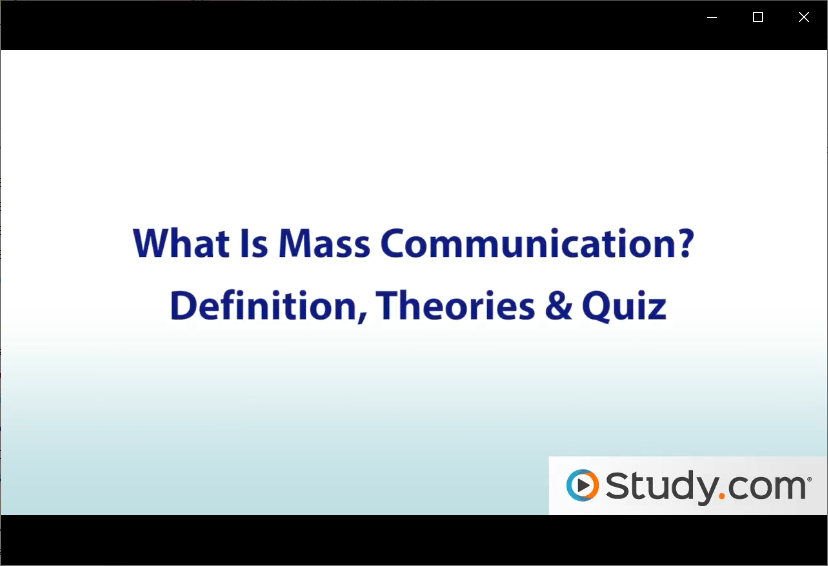 What Is Mass Communication?
Definition, Theories & Quiz
Study.com®